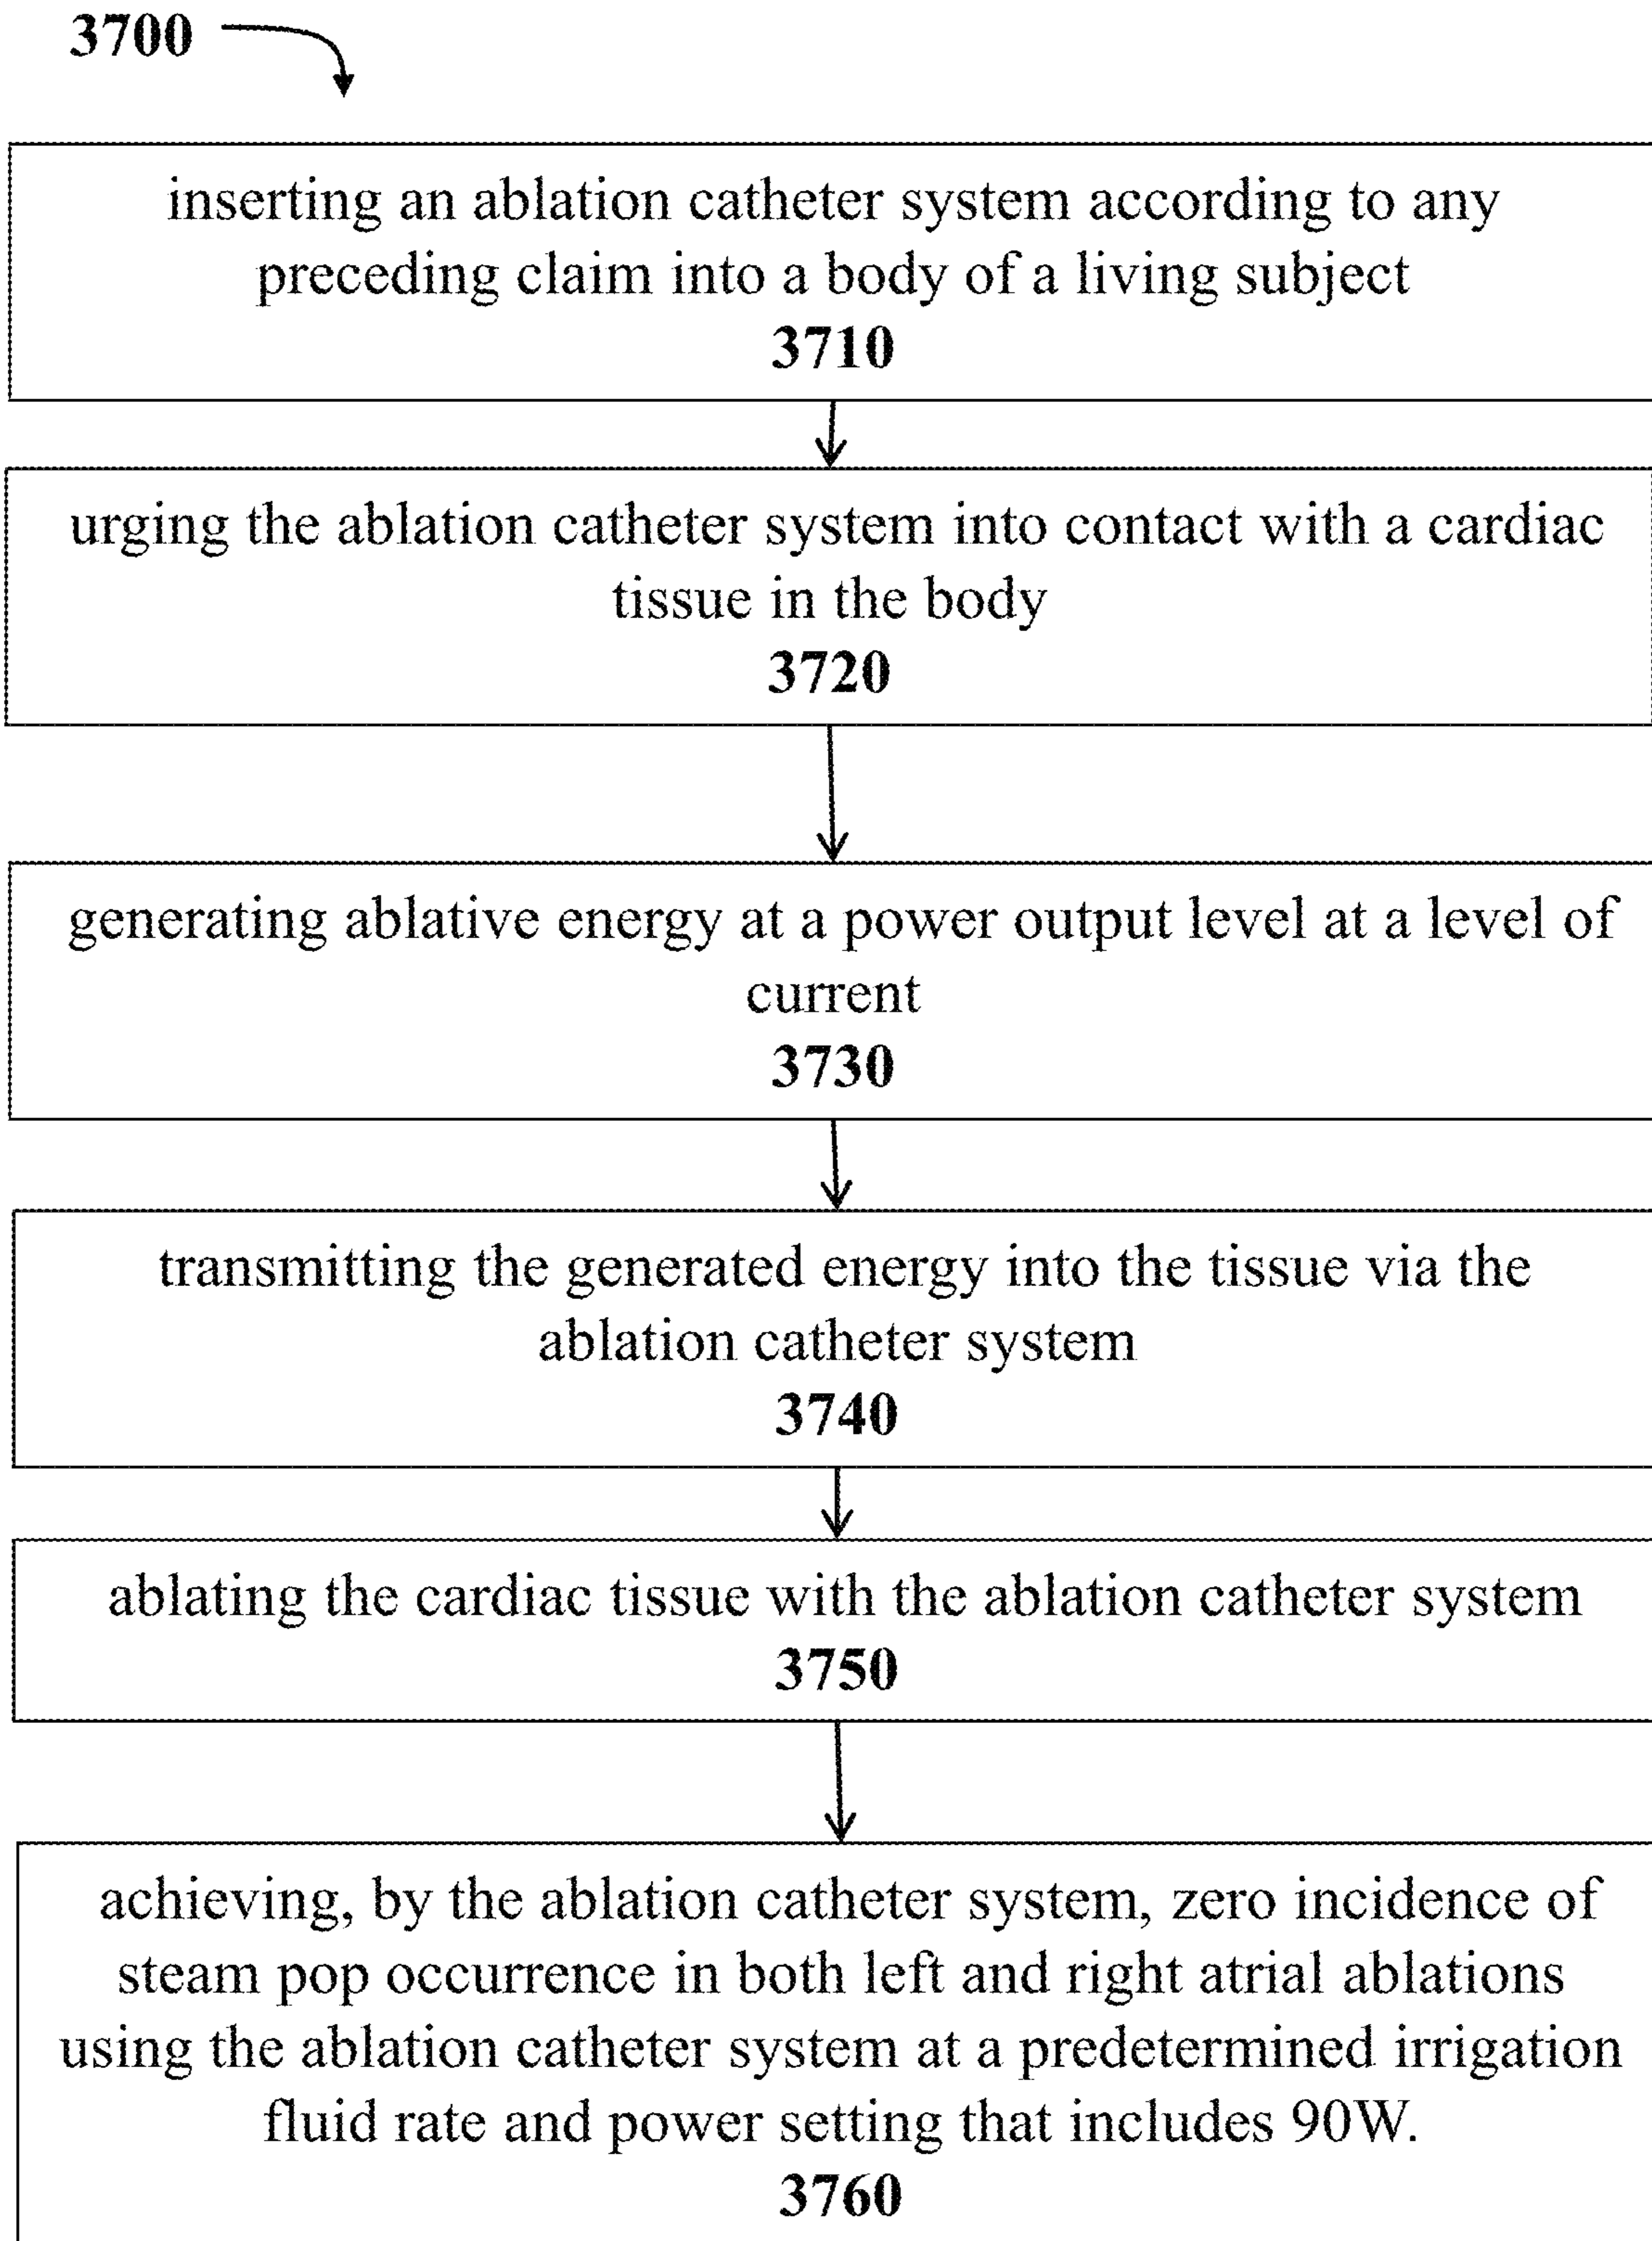 3700
inserting an ablation catheter system according to any
preceding claim into a body of a living subject
3710
urging the ablation catheter system into contact with a cardiac
tissue in the body
3720
generating ablative energy at a power output level at a level of
current
3730
transmitting the generated energy into the tissue via the
ablation catheter system
3740
ablating the cardiac tissue with the ablation catheter system
3750
achieving, by the ablation catheter system, zero incidence of
steam pop occurrence in both left and right atrial ablations
using the ablation catheter system at a predetermined irrigation
fluid rate and power setting that includes 90W.
3760